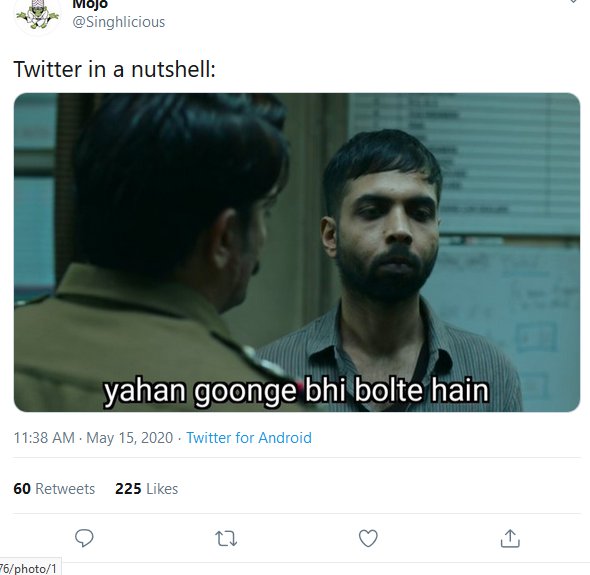 Mojo
@Singhlicious
Twitter in a nutshell:
yahan goonge bhi bolte hain
11:38 AM · May 15, 2020 · Twitter for Android
60 Retweets 225 Likes
76/photo/1